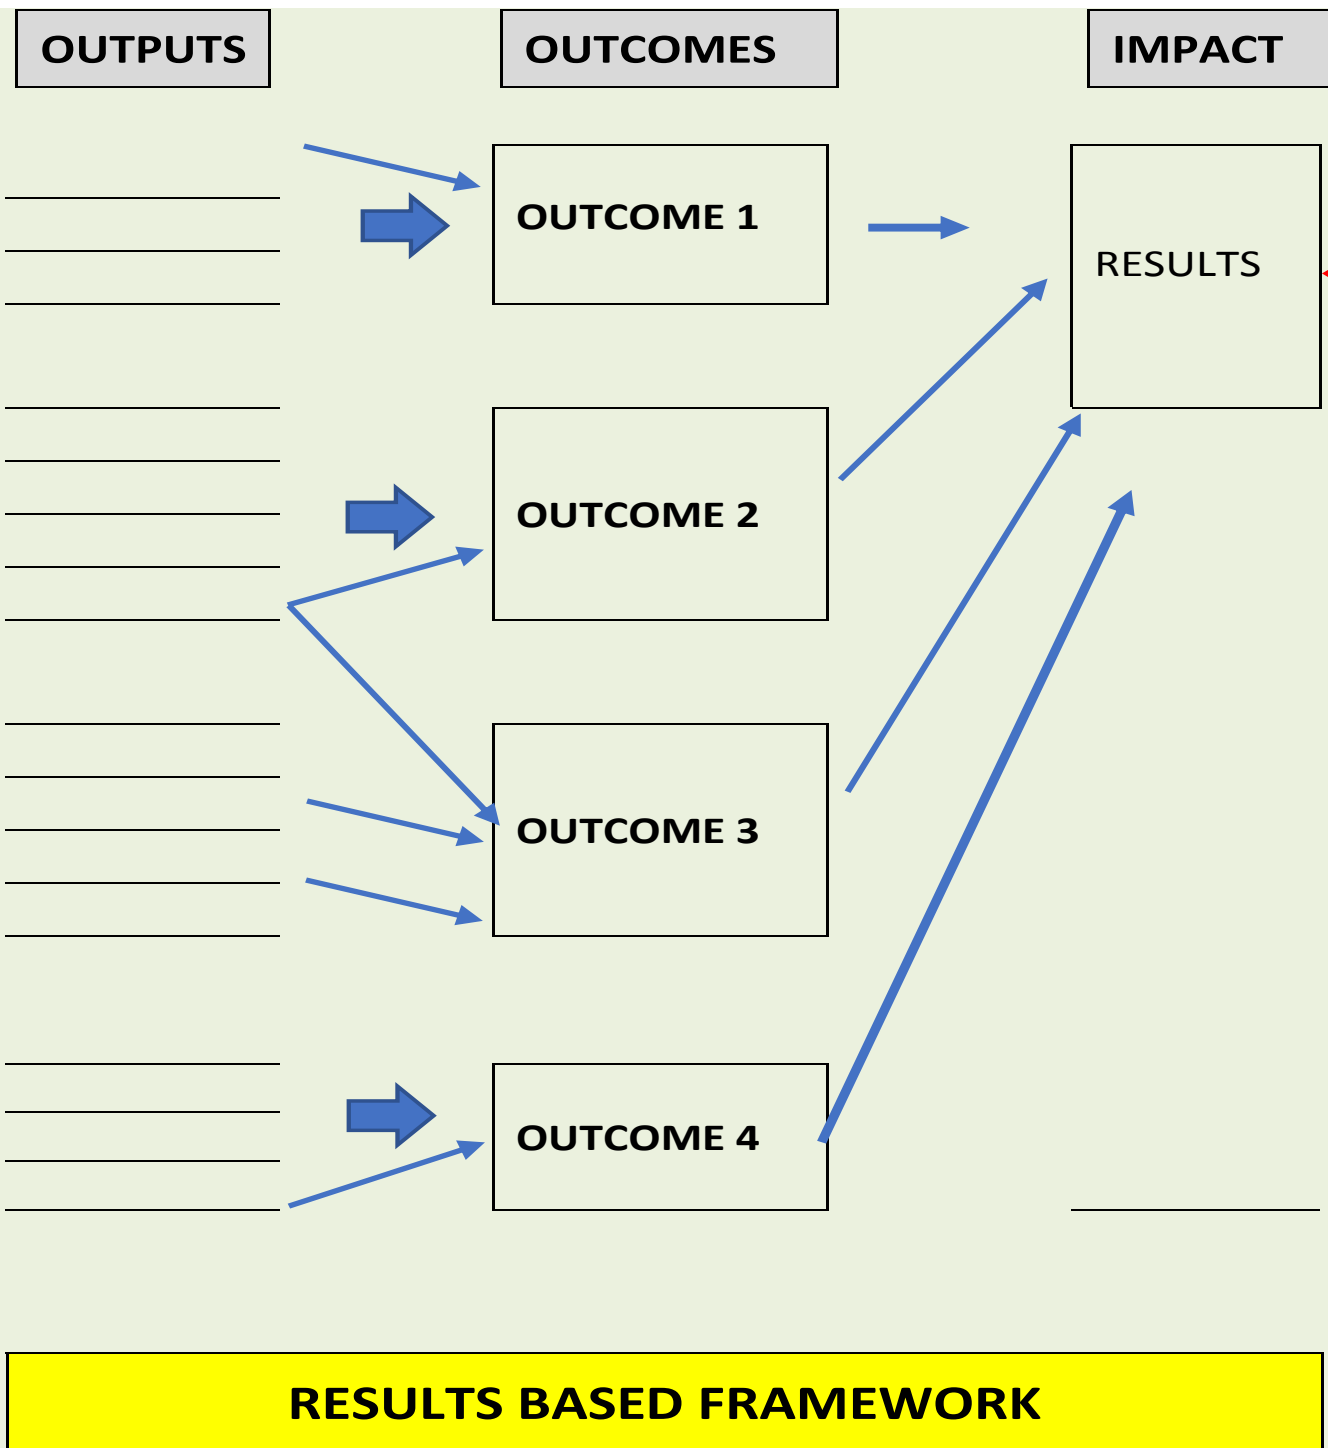 OUTPUTS
OUTCOMES
IMPACT
OUTCOME 1
RESULTS
OUTCOME 2
OUTCOME 3
OUTCOME 4
RESULTS BASED FRAMEWORK